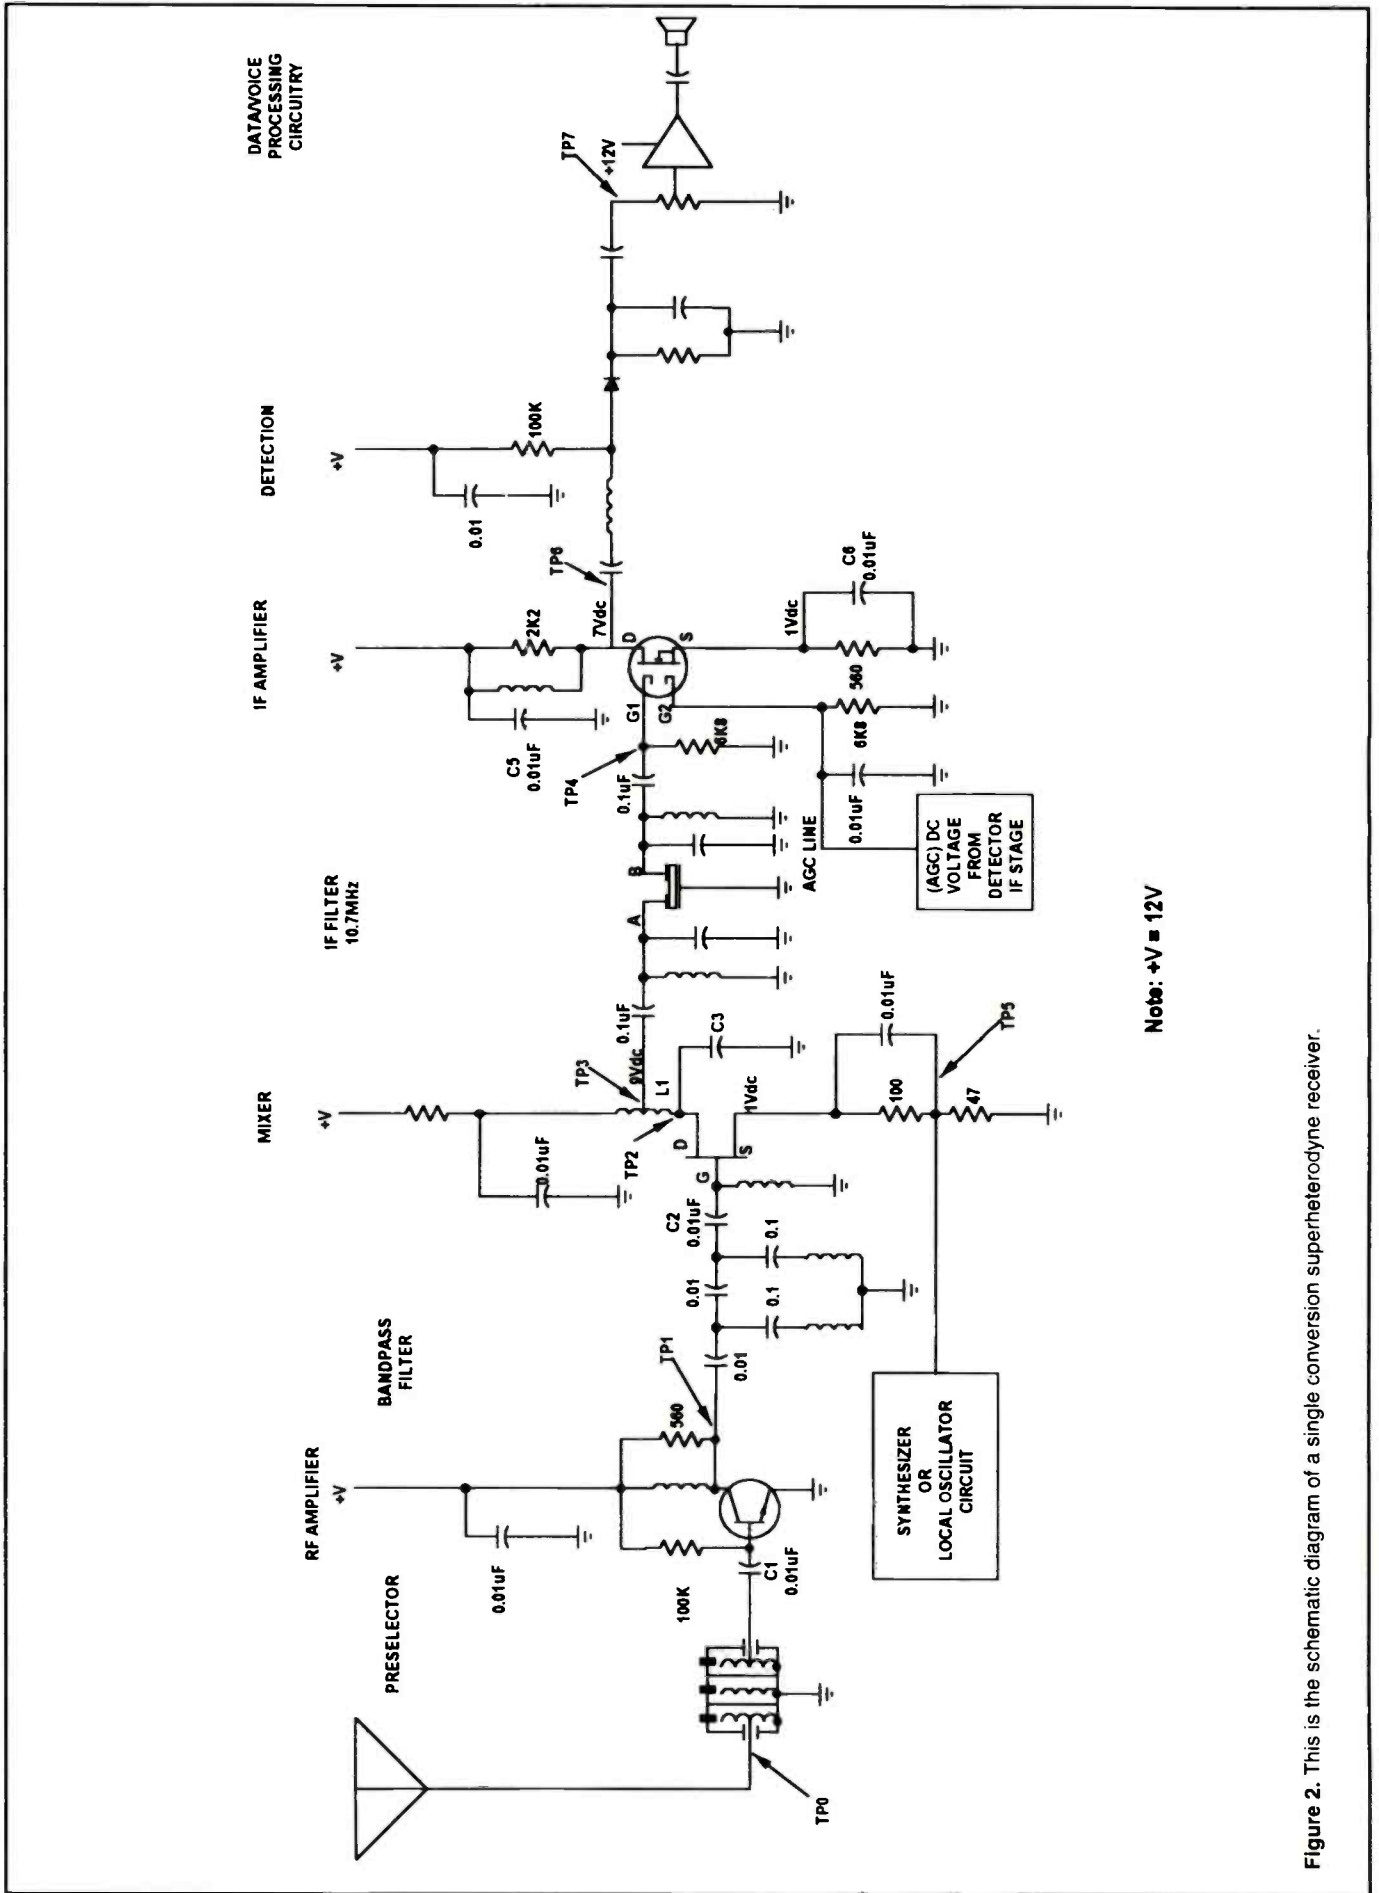 PRESELECTOR
RF AMPLIFIER
BANDPASS
FILTER
MIXER
IF FILTER
10.7MHz
IF AMPLIFIER
DETECTION
DATA/VOICE
PROCESSING
CIRCUITRY
+V
+V
+V
+V
0.01uF
100K
560
TP1
C1
0.01uF
TP0
0.01
0.01
0.1
0.1
C2
0.01uF
0.01uF
TP2
TP3
L1
9Vdc
0.1uF
C3
D
G
S
1Vdc
0.01uF
100
47
TP5
SYNTHESIZER
OR
LOCAL OSCILLATOR
CIRCUIT
A
B
0.1uF
TP4
6K8
C5
0.01uF
2K2
7Vdc
TP6
G1
G2
D
S
1Vdc
C6
0.01uF
560
6K8
0.01uF
AGC LINE
(AGC) DC
VOLTAGE
FROM
DETECTOR
IF STAGE
0.01
100K
TP7
+12V
Note: +V = 12V
Figure 2. This is the schematic diagram of a single conversion superheterodyne receiver.